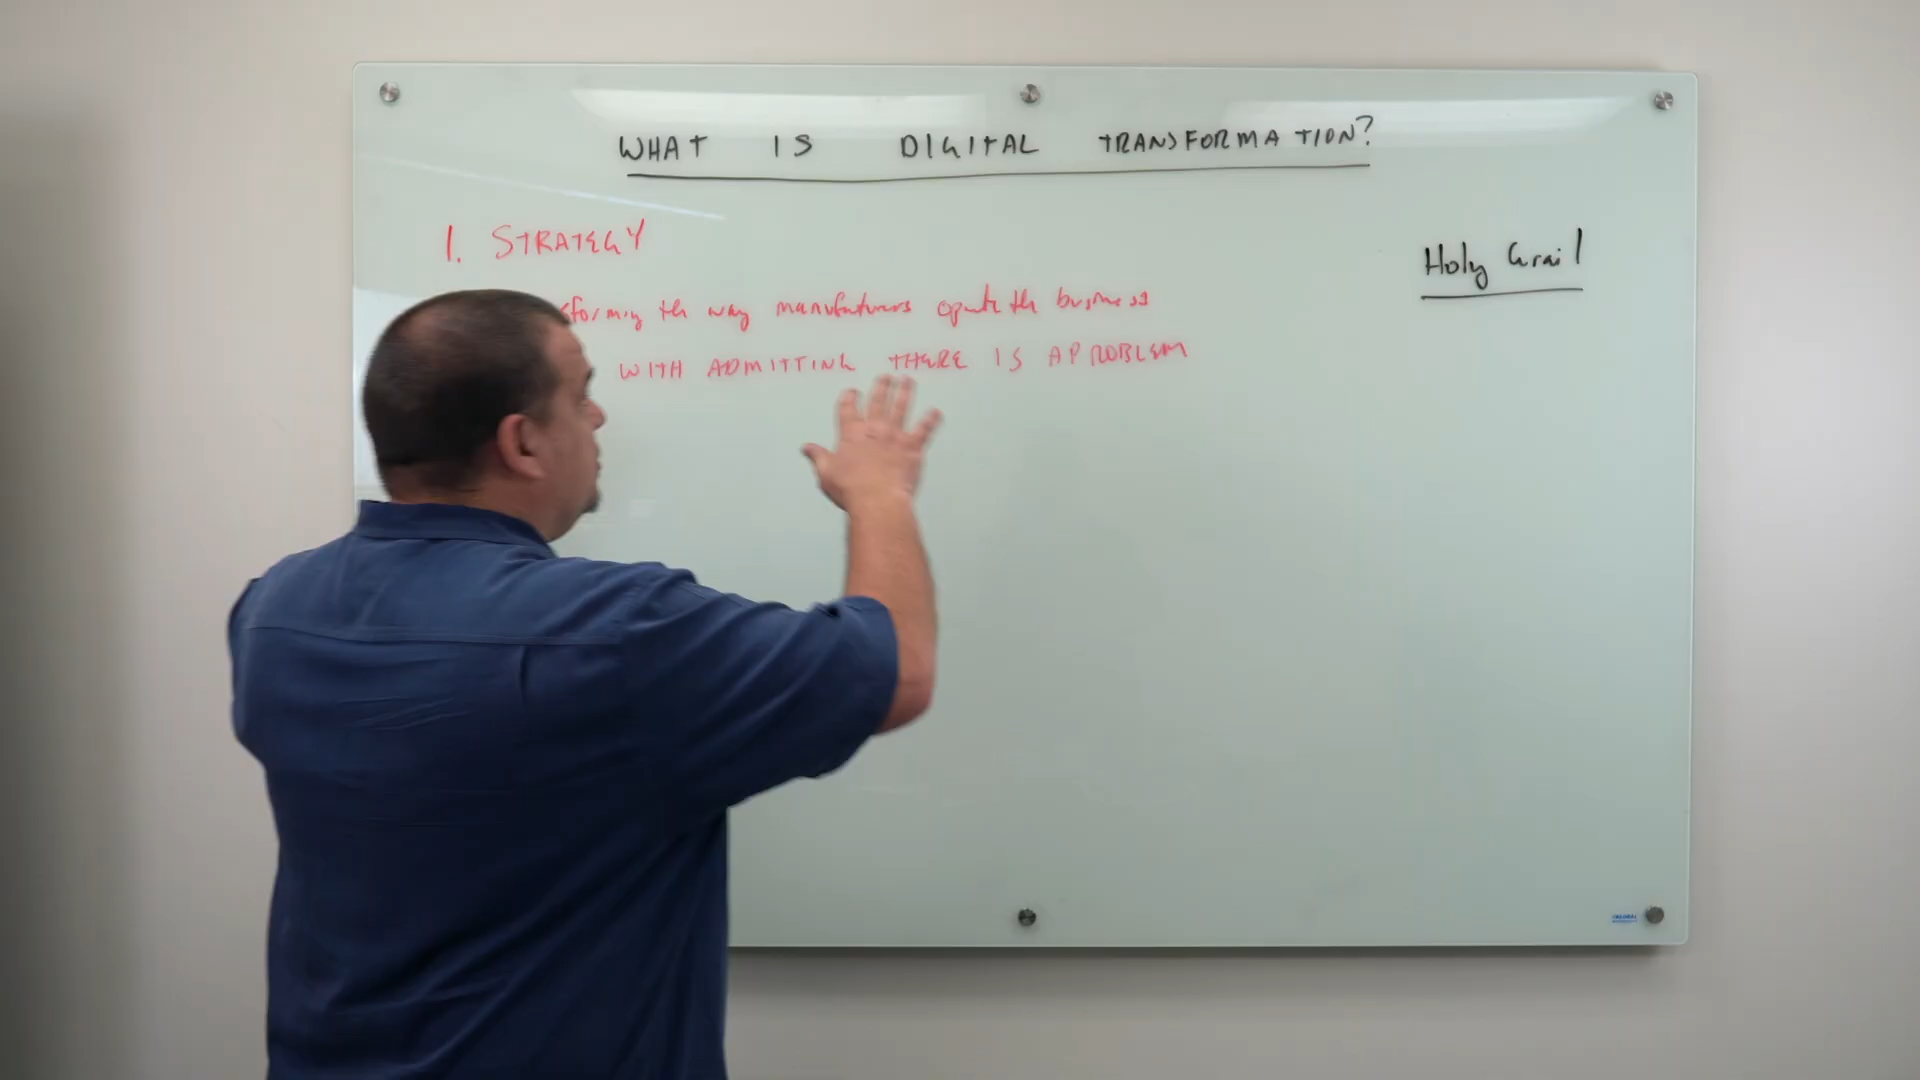 WHAT IS DIGITAL TRANSFORMATION?
1. STRATEGY
Holy Grail
the way manufacturers operate the business
WITH ADMITTING THERE IS A PROBLEM